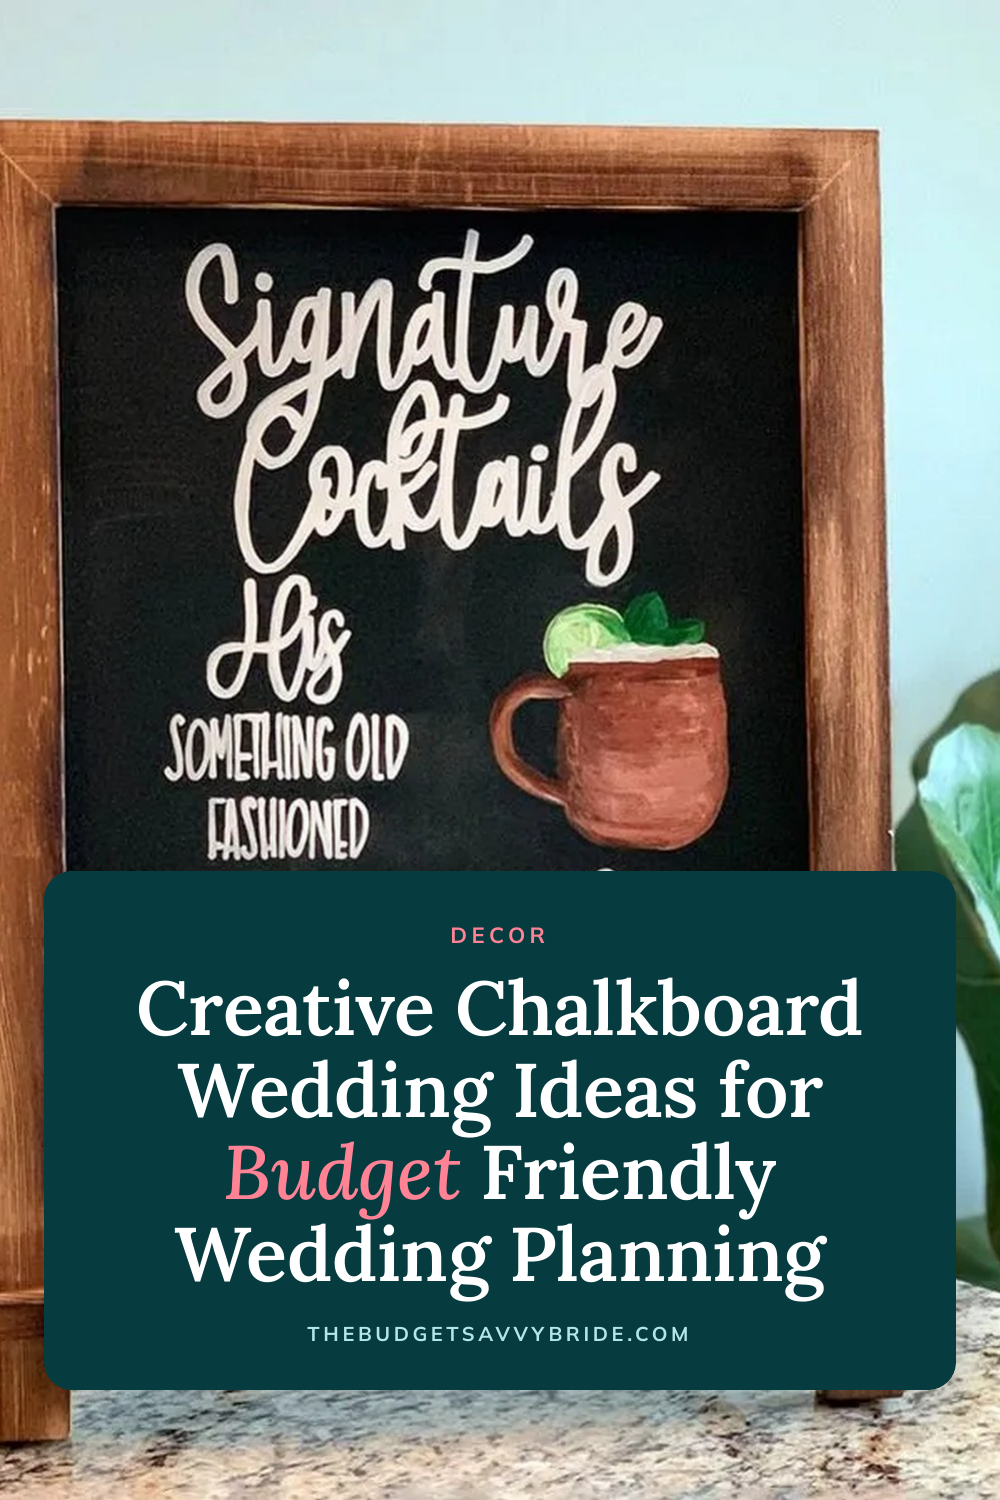 Signature
Cocktails
His
SOMETHING OLD
FASHIONED
DECOR
Creative Chalkboard
Wedding Ideas for
Budget Friendly
Wedding Planning
THEBUDGETSAVVYBRIDE.COM